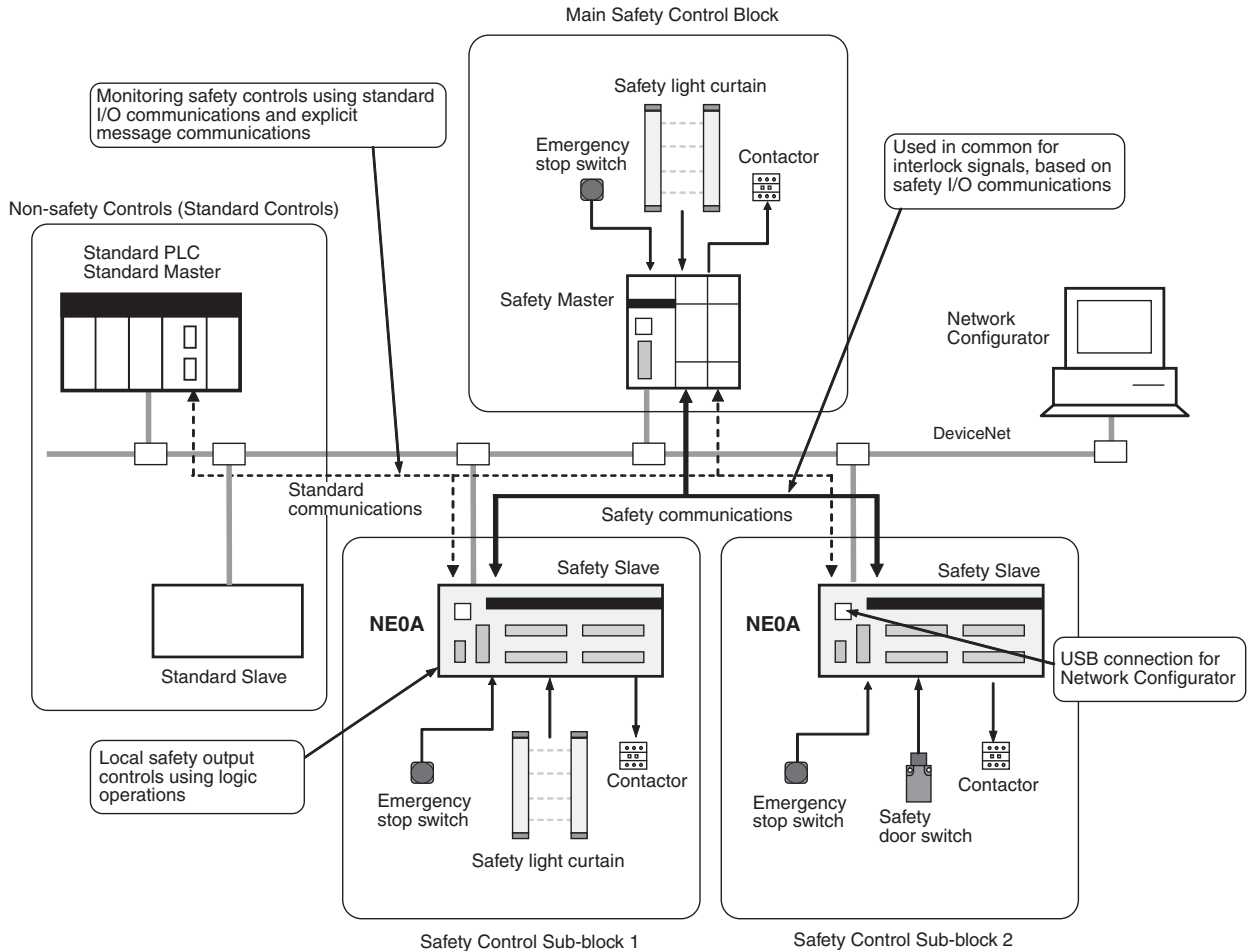 Main Safety Control Block
Safety light curtain
Monitoring safety controls using standard
I/O communications and explicit
message communications
Emergency
stop switch
Contactor
Used in common for
interlock signals, based on
safety I/O communications
Non-safety Controls (Standard Controls)
Standard PLC
Standard Master
Safety Master
Network
Configurator
DeviceNet
Standard
communications
Safety communications
Safety Slave
NE0A
Safety Slave
NE0A
Standard Slave
USB connection for
Network Configurator
Local safety output
controls using logic
operations
Emergency
stop switch
Contactor
Safety light curtain
Emergency
stop switch
Safety
door switch
Contactor
Safety Control Sub-block 1
Safety Control Sub-block 2